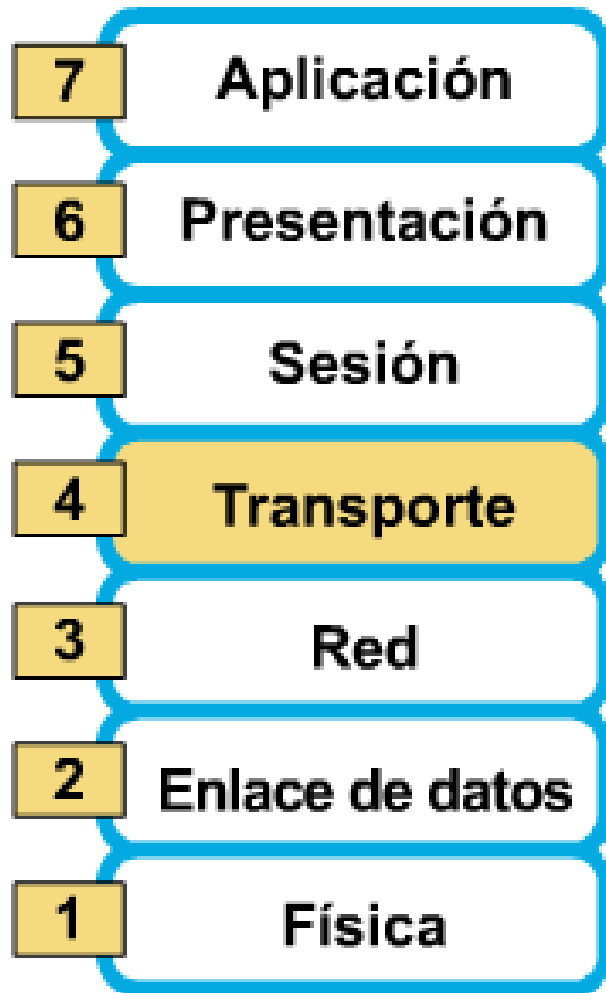 7 Aplicación
6 Presentación
5 Sesión
4 Transporte
3 Red
2 Enlace de datos
1 Física